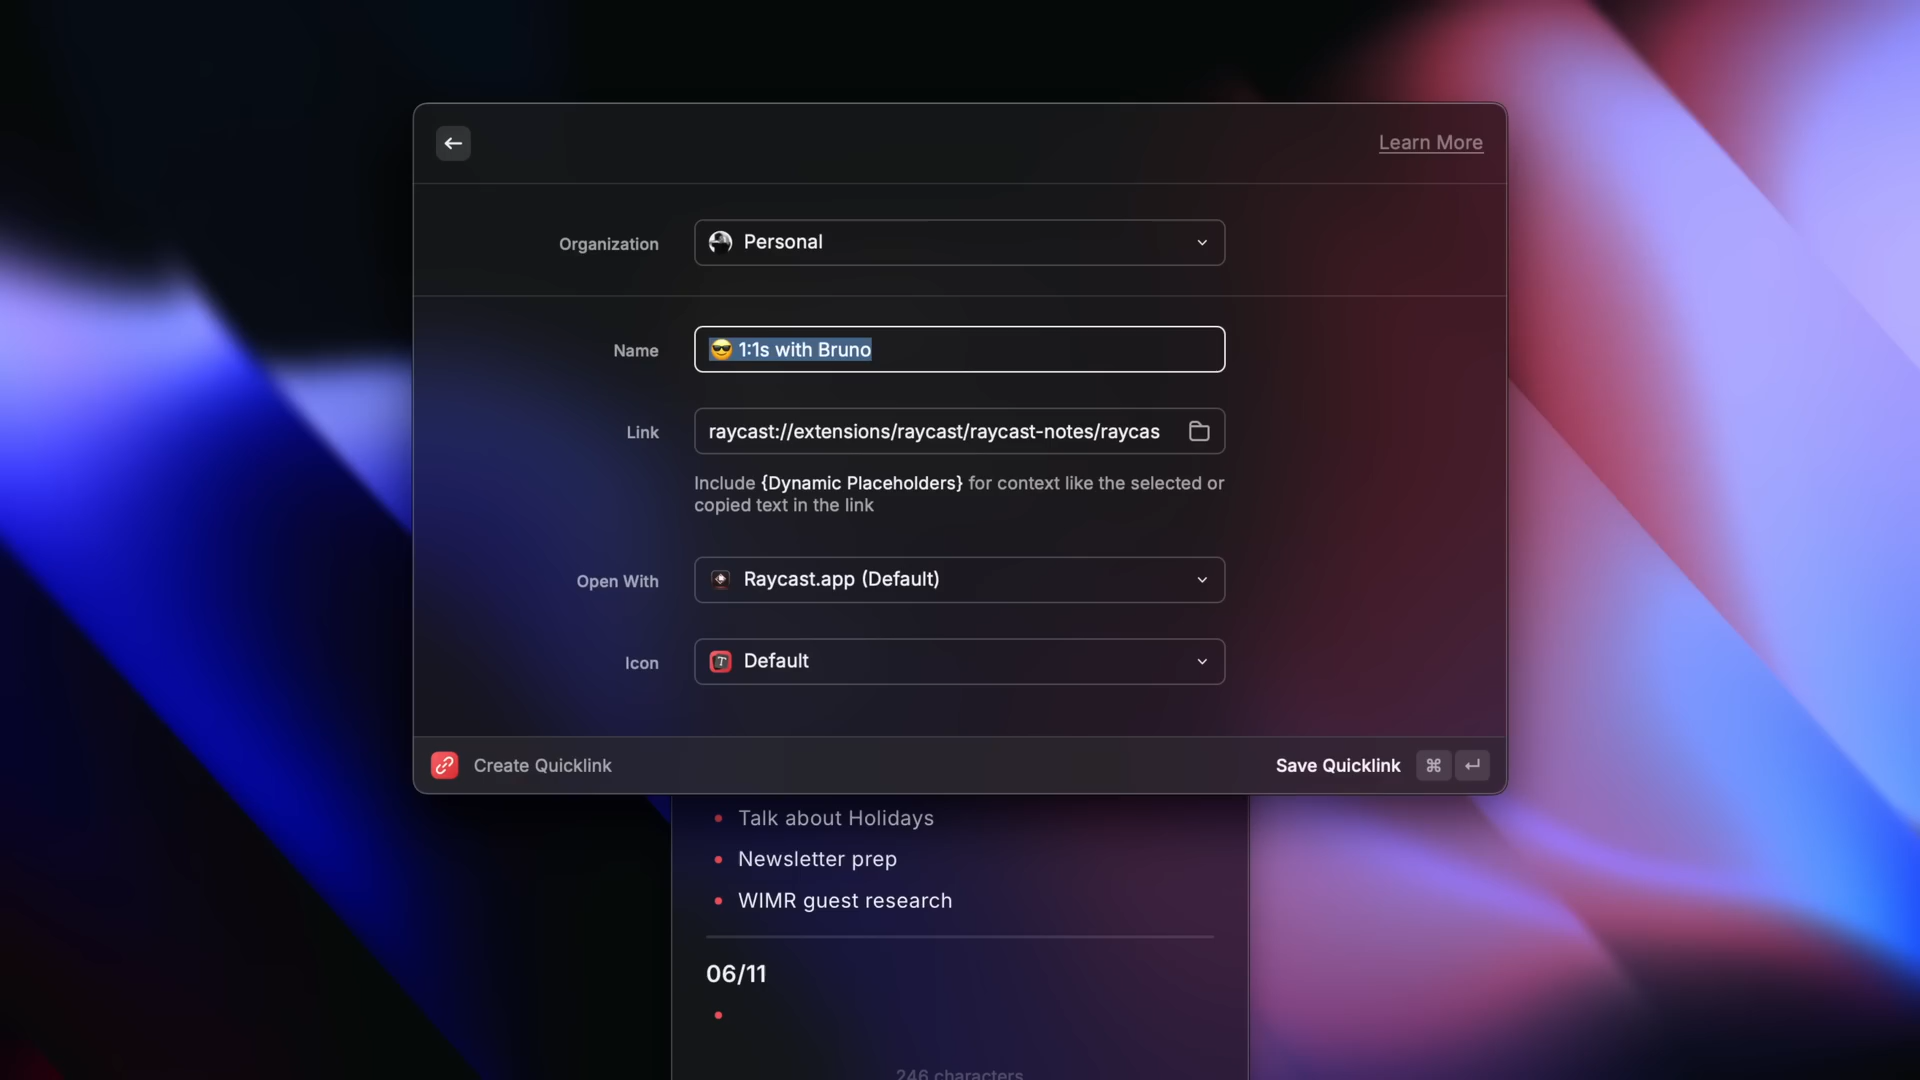 Learn More
Organization
Personal
Name
😎 1:1s with Bruno
Link
raycast://extensions/raycast/raycast-notes/raycas
Include {Dynamic Placeholders} for context like the selected or
copied text in the link
Open With
Raycast.app (Default)
Icon
Default
Create Quicklink
Save Quicklink ⌘ ↵
• Talk about Holidays
• Newsletter prep
• WIMR guest research
06/11
•
246 characters